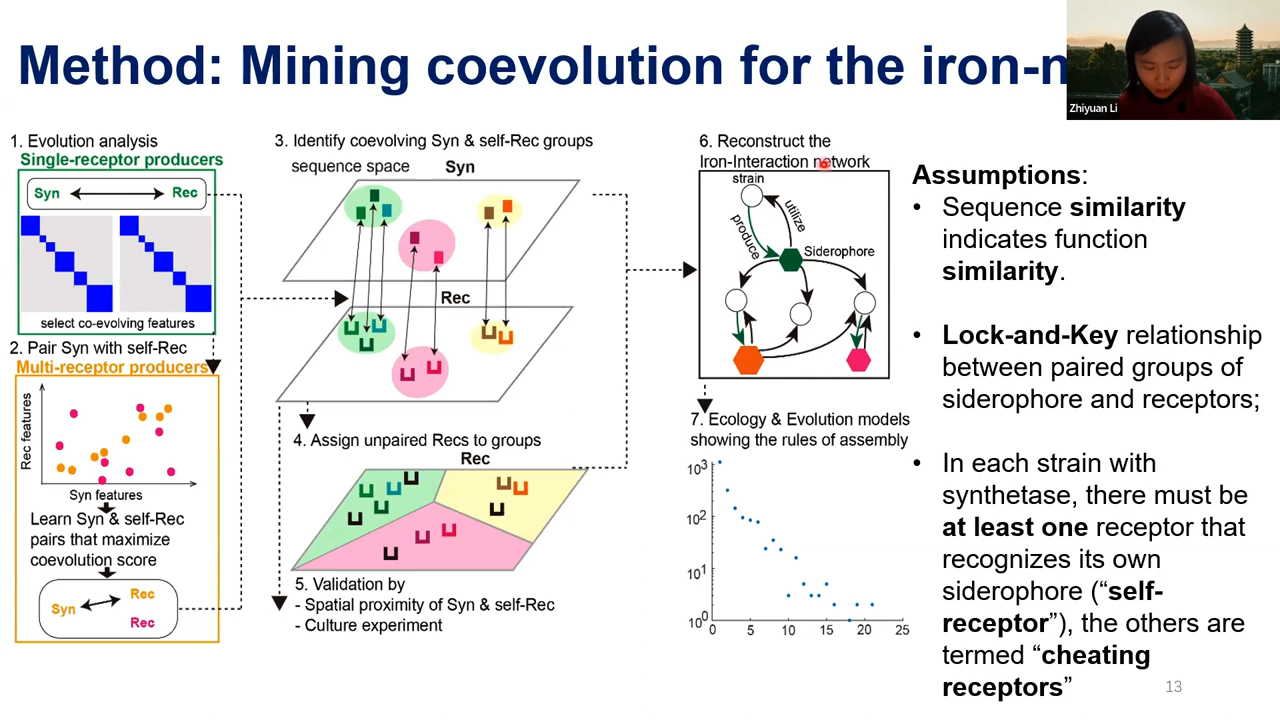 Method: Mining coevolution for the iron-n
Zhiyuan Li
1. Evolution analysis
Single-receptor producers
Syn
Rec
select co-evolving features
2. Pair Syn with self-Rec
Multi-receptor producers
Rec features
Syn features
Learn Syn & self-Rec
pairs that maximize
coevolution score
Syn
Rec
Rec
3. Identify coevolving Syn & self-Rec groups
sequence space
Syn
Rec
4. Assign unpaired Recs to groups
Rec
5. Validation by
- Spatial proximity of Syn & self-Rec
- Culture experiment
6. Reconstruct the
Iron-Interaction network
strain
produce
utilize
Siderophore
7. Ecology & Evolution models
showing the rules of assembly
10³
10²
10¹
10⁰
0 5 10 15 20 25
Assumptions:
• Sequence similarity
indicates function
similarity.
• Lock-and-Key relationship
between paired groups of
siderophore and receptors;
• In each strain with
synthetase, there must be
at least one receptor that
recognizes its own
siderophore (“self-
receptor”), the others are
termed “cheating
receptors”
13